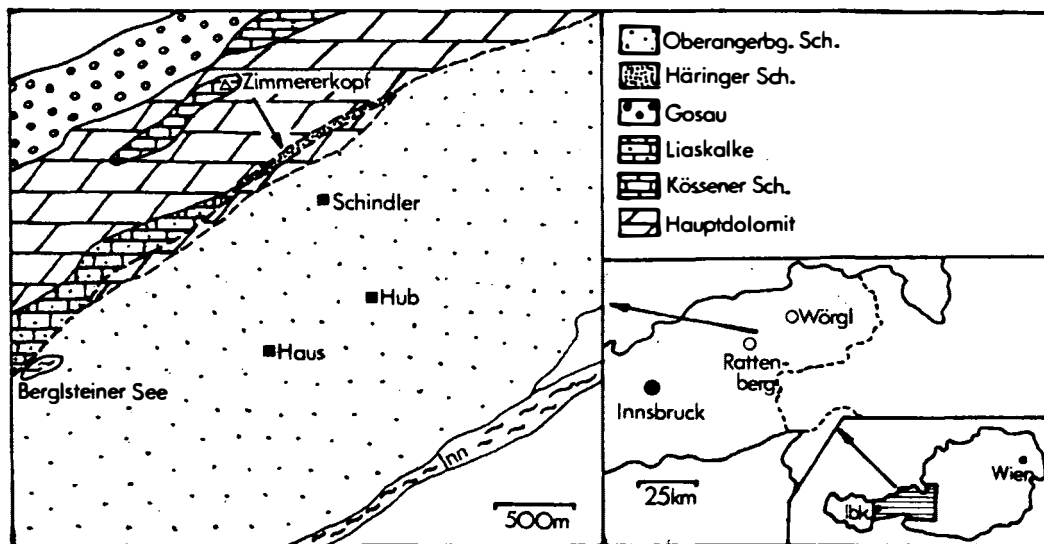 Zimmererkopf
Schindler
Hub
Haus
Berglsteiner See
Inn
500m
Oberangerbg. Sch.
Häringer Sch.
Gosau
Liaskalke
Kössener Sch.
Hauptdolomit
Wörgl
Ratten-
berg
Innsbruck
25km
Wien
Ibk